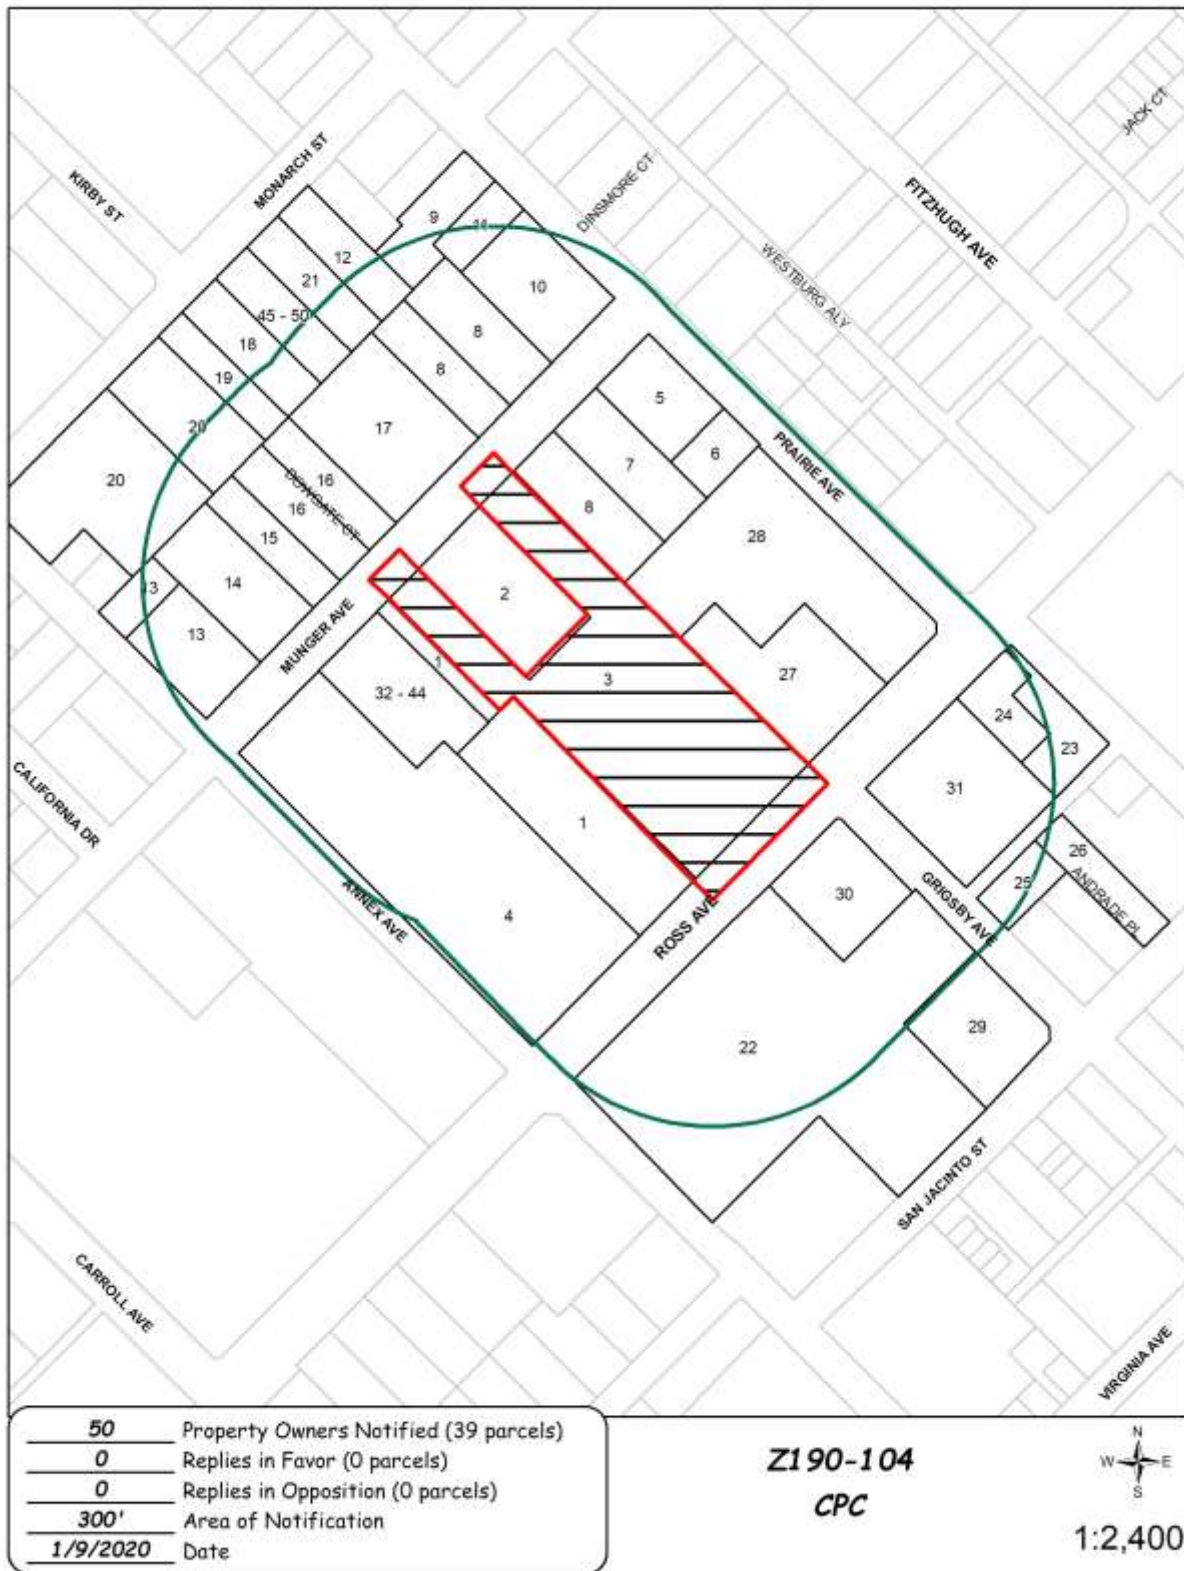 JACK CT
MONARCH ST
KIRBY ST
DINSMORE CT
FITZHUGH AVE
9
11
12
WESTBURG ALY
21
10
45 - 50
8
18
8
19
5
17
20
PRAIRIE AVE
6
7
20
16
DOWGATE CT
16
8
15
28
14
13
2
MUNGER AVE
13
1
3
27
32 - 44
24
23
CALIFORNIA DR
31
1
26
25
ANDRADE PL
30
GRIGSBY AVE
ANNEX AVE
4
ROSS AVE
29
22
SAN JACINTO ST
CARROLL AVE
VIRGINIA AVE
50 Property Owners Notified (39 parcels)
0 Replies in Favor (0 parcels)
0 Replies in Opposition (0 parcels)
300' Area of Notification
1/9/2020 Date
Z190-104
CPC
N
W E
S
1:2,400